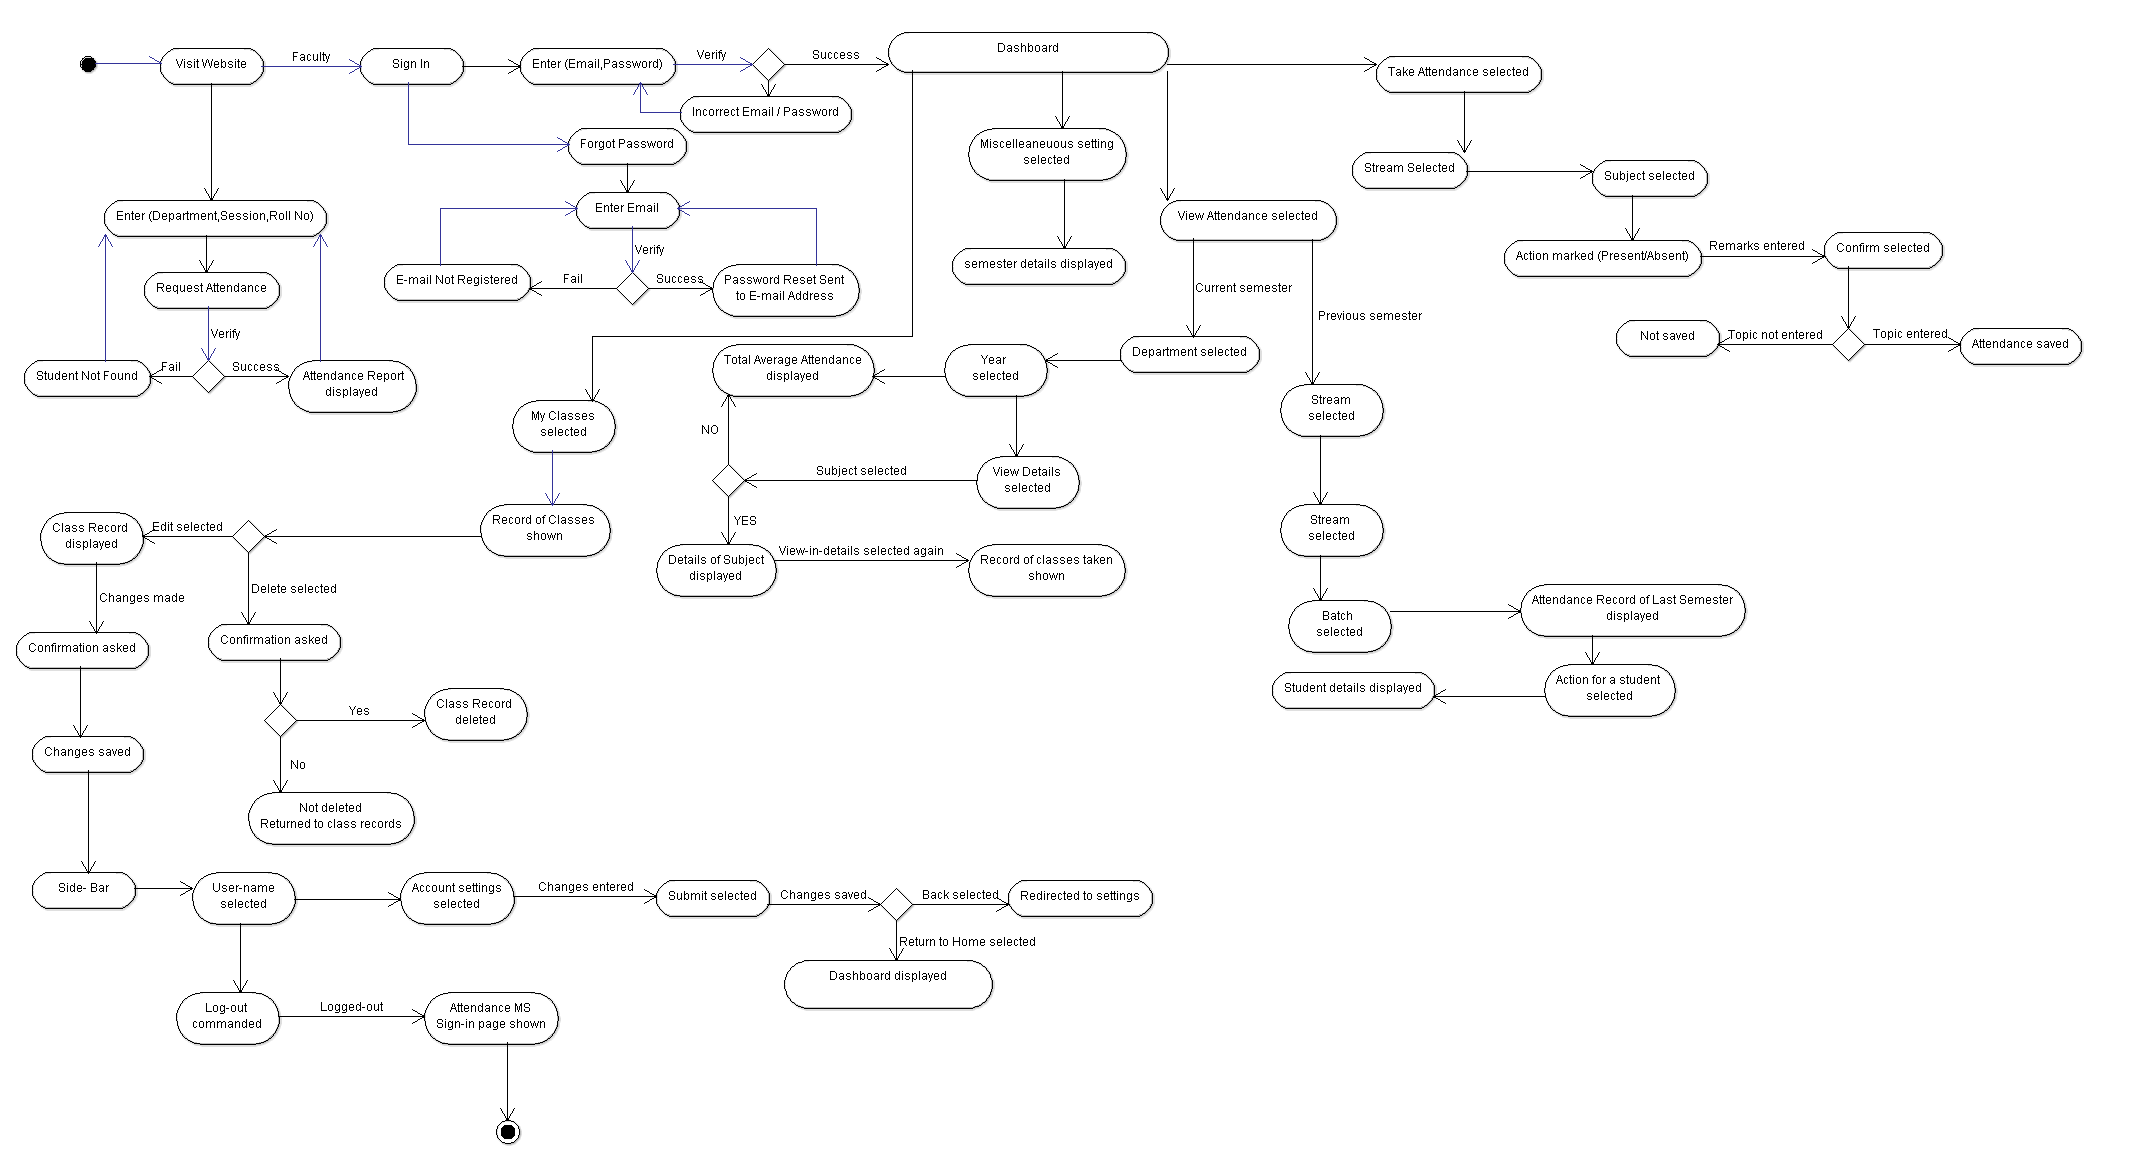 Visit Website
Faculty
Sign In
Enter (Email,Password)
Verify
Success
Dashboard
Take Attendance selected
Incorrect Email / Password
Forgot Password
Miscelleaneuous setting
selected
Stream Selected
Subject selected
Enter (Department,Session,Roll No)
Enter Email
View Attendance selected
Verify
Action marked (Present/Absent)
Remarks entered
Confirm selected
semester details displayed
Request Attendance
E-mail Not Registered
Fail
Success
Password Reset Sent
to E-mail Address
Current semester
Previous semester
Verify
Not saved
Topic not entered
Topic entered
Attendance saved
Student Not Found
Fail
Success
Attendance Report
displayed
Total Average Attendance
displayed
Year
selected
Department selected
My Classes
selected
NO
Stream
selected
Subject selected
View Details
selected
Class Record
displayed
Edit selected
Record of Classes
shown
YES
Stream
selected
Details of Subject
displayed
View-in-details selected again
Record of classes taken
shown
Changes made
Delete selected
Batch
selected
Attendance Record of Last Semester
displayed
Confirmation asked
Confirmation asked
Student details displayed
Action for a student
selected
Yes
Class Record
deleted
Changes saved
No
Not deleted
Returned to class records
Side- Bar
User-name
selected
Account settings
selected
Changes entered
Submit selected
Changes saved
Back selected
Redirected to settings
Return to Home selected
Dashboard displayed
Log-out
commanded
Logged-out
Attendance MS
Sign-in page shown